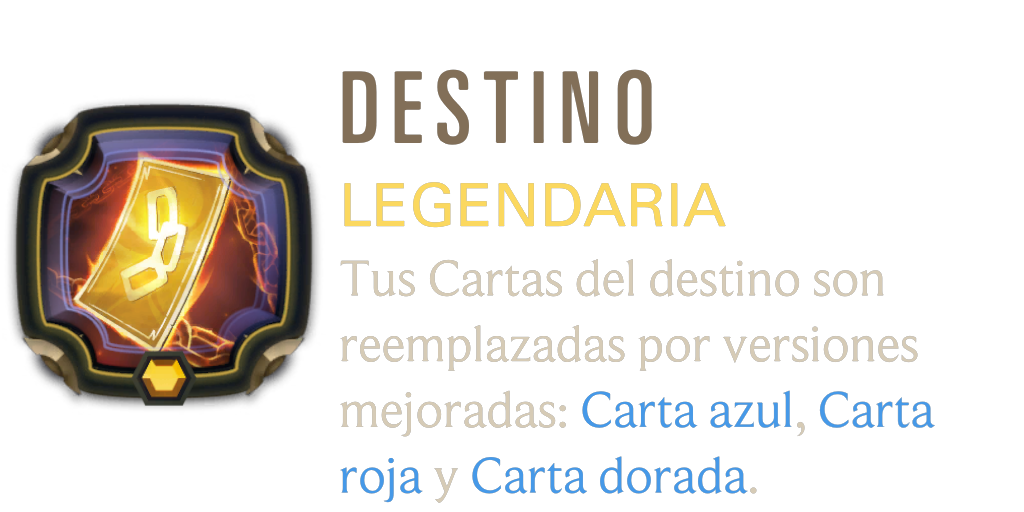 DESTINO
LEGENDARIA
Tus Cartas del destino son
reemplazadas por versiones
mejoradas: Carta azul, Carta
roja y Carta dorada.